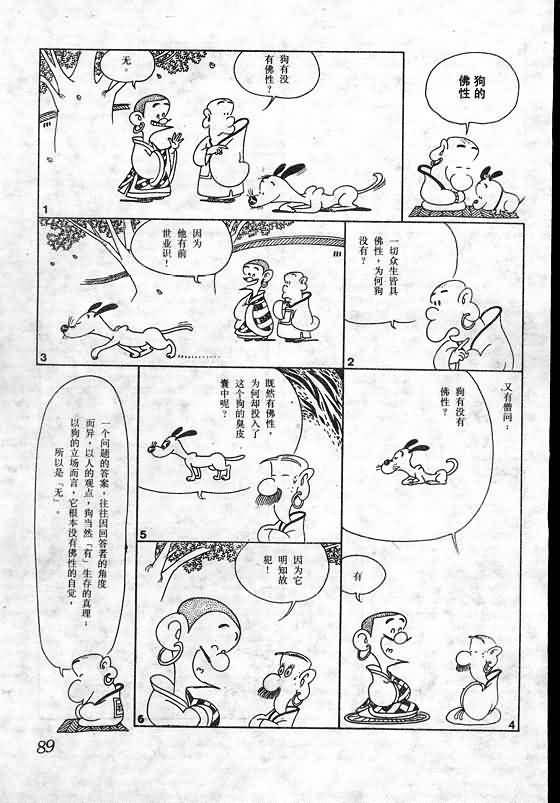 狗的
佛性
狗有没
有佛性？
无。
1
一切众生皆具
佛性，为何狗
没有？
2
因为
他有前
世业识！
3
又有僧问：
狗有没有
佛性？
有
4
既然有佛性，
为何却投入了
这个狗的臭皮
囊中呢？
5
因为它
明知故
犯！
6
一个问题的答案，往往因回答者的角度
而异，以人的观点，狗当然「有」生存的真理；
以狗的立场而言，它根本没有佛性的自觉，
所以是「无」。
89